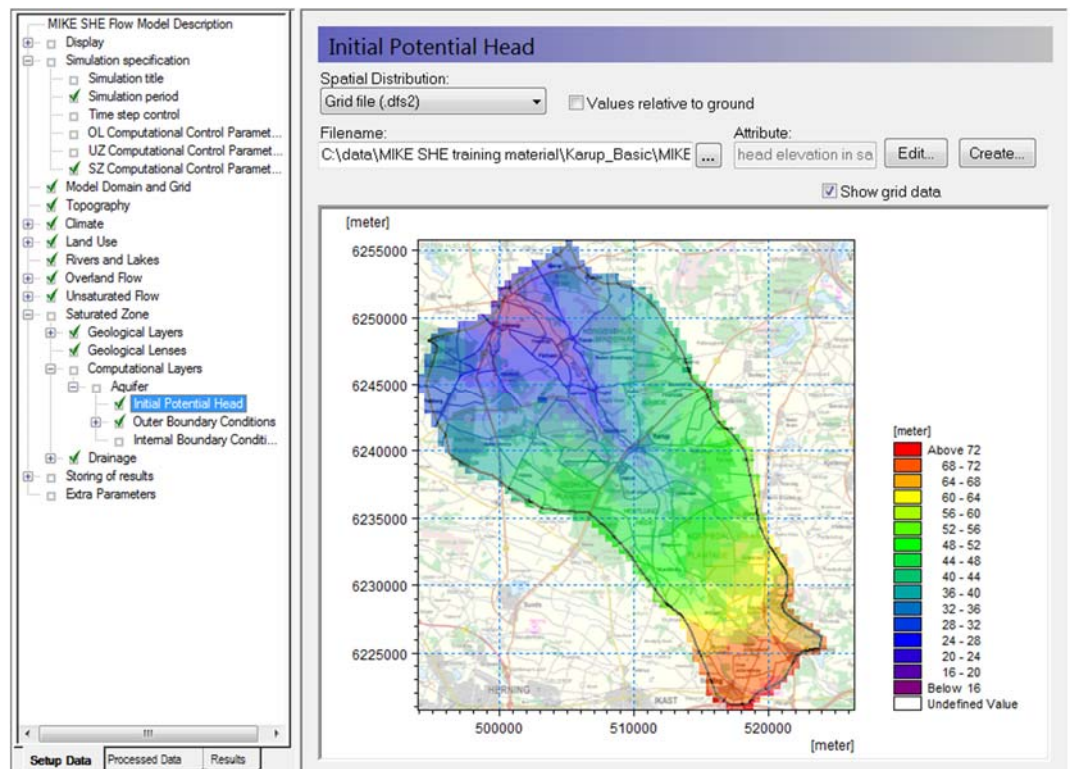 MIKE SHE Flow Model Description
Display
Simulation specification
Simulation title
Simulation period
Time step control
OL Computational Control Paramet...
UZ Computational Control Paramet...
SZ Computational Control Paramet...
Model Domain and Grid
Topography
Climate
Land Use
Rivers and Lakes
Overland Flow
Unsaturated Flow
Saturated Zone
Geological Layers
Geological Lenses
Computational Layers
Aquifer
Initial Potential Head
Outer Boundary Conditions
Internal Boundary Conditi...
Drainage
Storing of results
Extra Parameters
Setup Data
Processed Data
Results
Initial Potential Head
Spatial Distribution:
Grid file (.dfs2)
Values relative to ground
Filename:
Attribute:
C:\data\MIKE SHE training material\Karup_Basic\MIKE
...
head elevation in sa
Edit...
Create...
Show grid data
[meter]
6255000
6250000
6245000
6240000
6235000
6230000
6225000
HERNING
IKAST
500000
510000
520000
[meter]
[meter]
Above 72
68 - 72
64 - 68
60 - 64
56 - 60
52 - 56
48 - 52
44 - 48
40 - 44
36 - 40
32 - 36
28 - 32
24 - 28
20 - 24
16 - 20
Below 16
Undefined Value